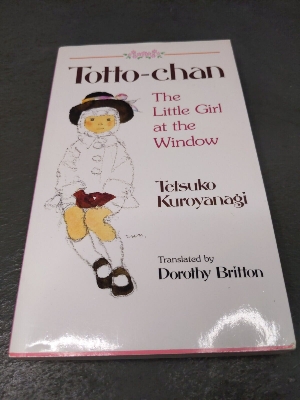 Totto-chan
The
Little Girl
at the
Window
Tetsuko
Kuroyanagi
Translated by
Dorothy Britton